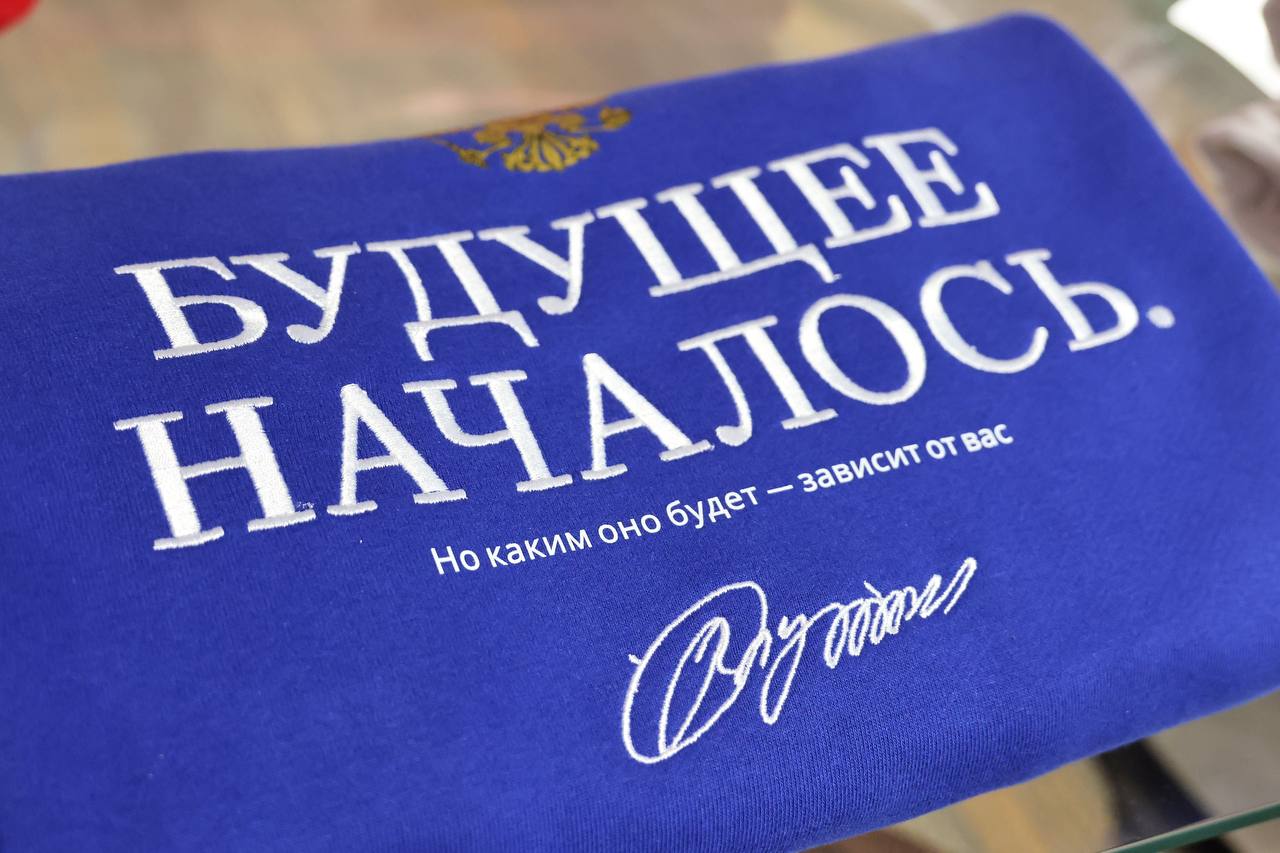 БУДУЩЕЕ
НАЧАЛОСЬ.
Но каким оно будет — зависит от вас